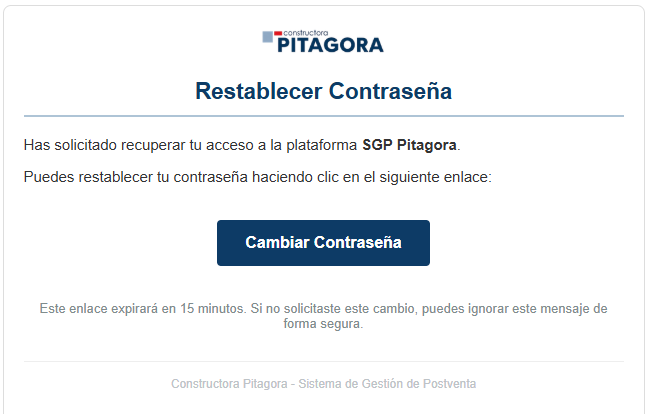 constructora
PITAGORA
Restablecer Contraseña
Has solicitado recuperar tu acceso a la plataforma SGP Pitagora.
Puedes restablecer tu contraseña haciendo clic en el siguiente enlace:
Cambiar Contraseña
Este enlace expirará en 15 minutos. Si no solicitaste este cambio, puedes ignorar este mensaje de
forma segura.
Constructora Pitagora - Sistema de Gestión de Postventa